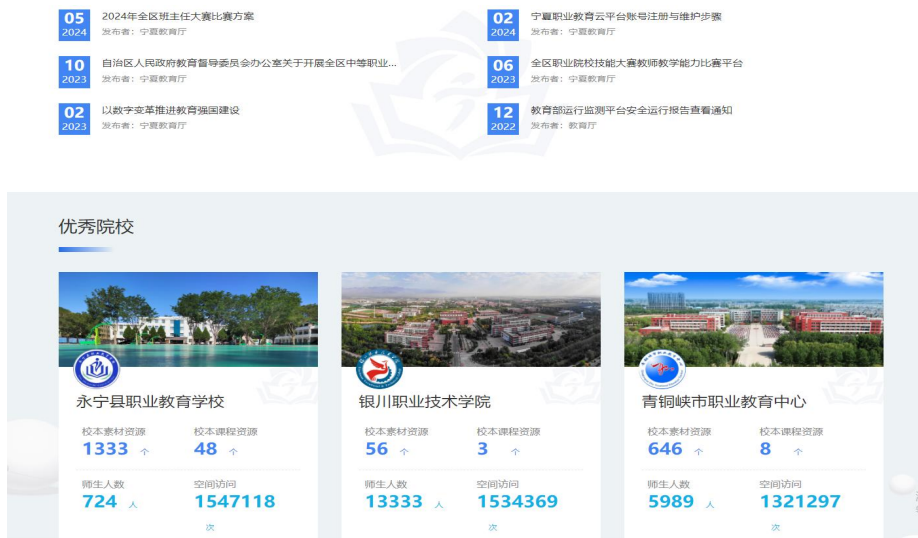 05
2024
2024年全区班主任大赛比赛方案
发布者：宁夏教育厅
02
2024
宁夏职业教育云平台账号注册与维护步骤
发布者：宁夏教育厅
10
2023
自治区人民政府教育督导委员会办公室关于开展全区中等职业...
发布者：宁夏教育厅
06
2023
全区职业院校技能大赛教师教学能力比赛平台
发布者：宁夏教育厅
02
2023
以数字变革推进教育强国建设
发布者：宁夏教育厅
12
2022
教育部运行监测平台安全运行报告查看通知
发布者：教育厅
优秀院校
永宁县职业教育学校
校本素材资源 校本课程资源
1333 个 48 个
师生人数 空间访问
724 人 1547118
次
银川职业技术学院
校本素材资源 校本课程资源
56 个 3 个
师生人数 空间访问
13333 人 1534369
次
青铜峡市职业教育中心
校本素材资源 校本课程资源
646 个 8 个
师生人数 空间访问
5989 人 1321297
次